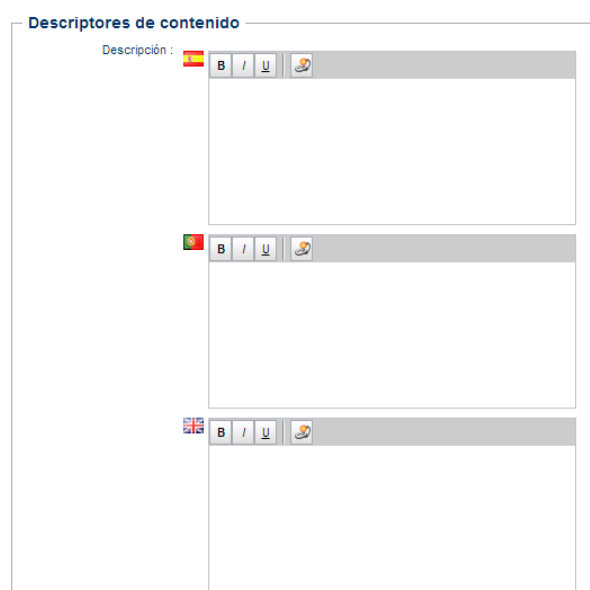 Descriptores de contenido
Descripción :
B I U
B I U
B I U